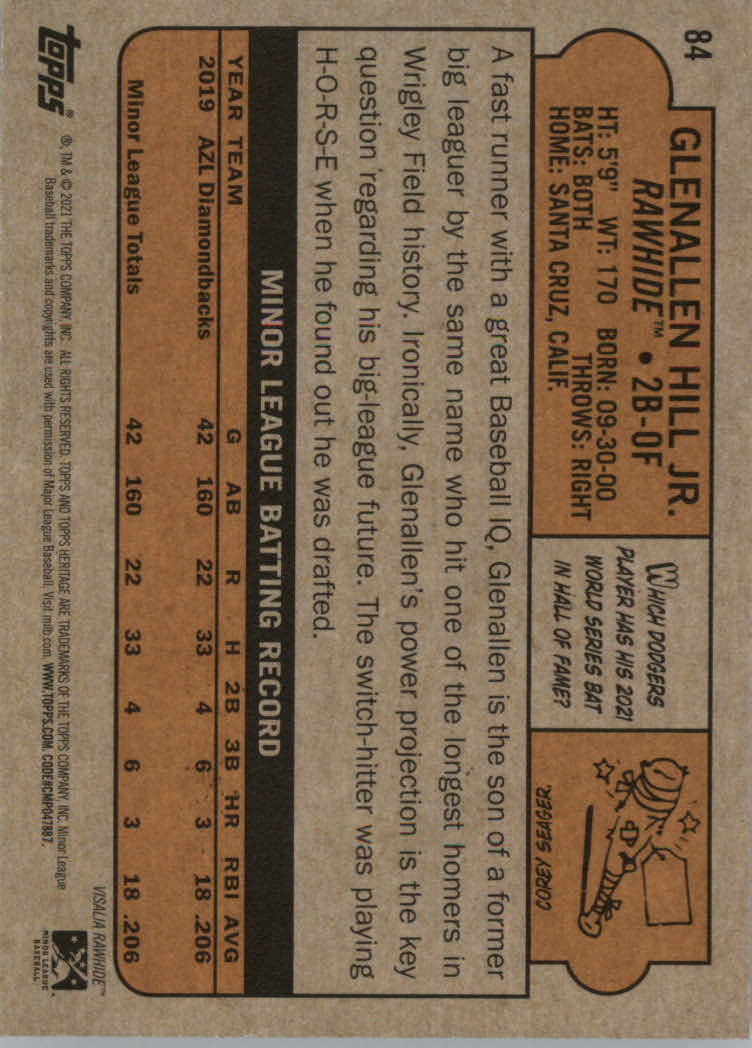 84
GLENALLEN HILL JR.
RAWHIDE™ • 2B-OF
HT: 5'9" WT: 170 BORN: 09-30-00
BATS: BOTH THROWS: RIGHT
HOME: SANTA CRUZ, CALIF.
WHICH DODGERS
PLAYER HAS HIS 2021
WORLD SERIES BAT
IN HALL OF FAME?
COREY SEAGER
A fast runner with a great Baseball IQ, Glenallen is the son of a former
big leaguer by the same name who hit one of the longest homers in
Wrigley Field history. Ironically, Glenallen's power projection is the key
question regarding his big-league future. The switch-hitter was playing
H-O-R-S-E when he found out he was drafted.
MINOR LEAGUE BATTING RECORD
YEAR TEAM G AB R H 2B 3B HR RBI AVG
2019 AZL Diamondbacks 42 160 22 33 4 6 3 18 .206
Minor League Totals 42 160 22 33 4 6 3 18 .206
VISALIA RAWHIDE™
topps®
®, TM & © 2021 THE TOPPS COMPANY, INC. ALL RIGHTS RESERVED. TOPPS AND TOPPS HERITAGE ARE TRADEMARKS OF THE TOPPS COMPANY, INC. Minor League
Baseball trademarks and copyrights are used with permission of Major League Baseball. Visit milb.com. WWW.TOPPS.COM. CODE#CMP047887.
MINOR LEAGUE
BASEBALL